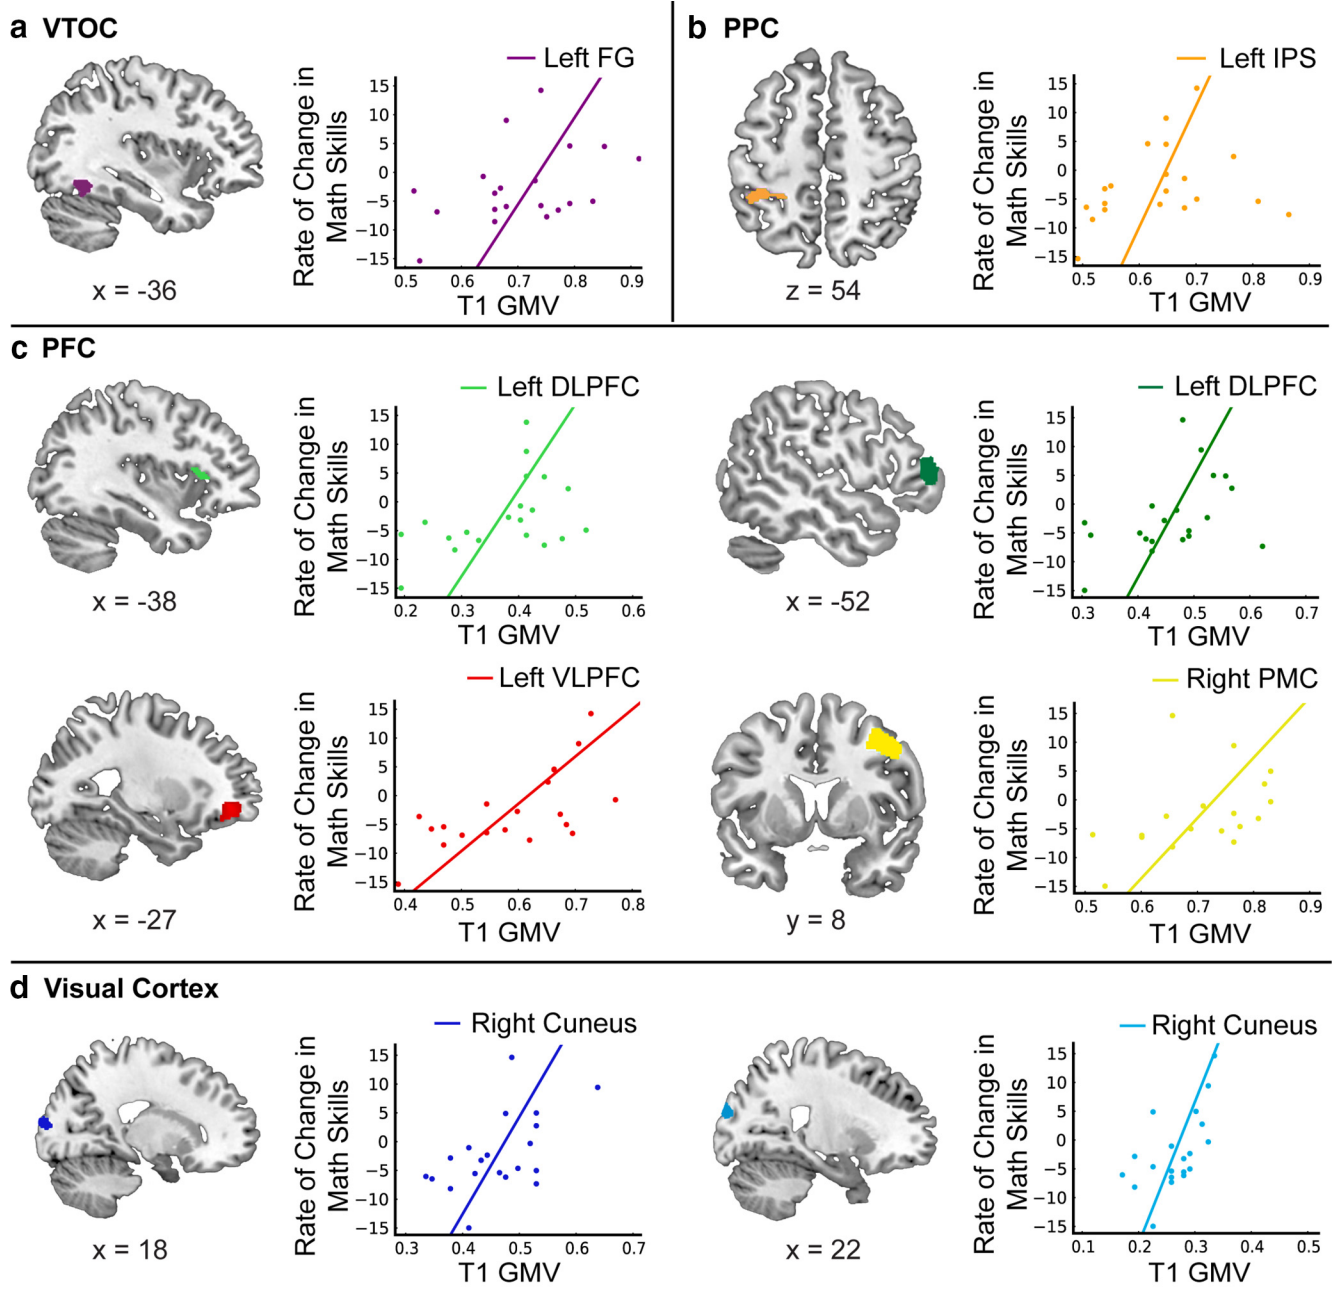 a VTOC
Left FG
Rate of Change in
Math Skills
15
10
5
0
−5
−10
−15
0.5 0.6 0.7 0.8 0.9
T1 GMV
x = -36
b PPC
Left IPS
Rate of Change in
Math Skills
15
10
5
0
−5
−10
−15
0.5 0.6 0.7 0.8 0.9
T1 GMV
z = 54
c PFC
Left DLPFC
Rate of Change in
Math Skills
15
10
5
0
−5
−10
−15
0.2 0.3 0.4 0.5 0.6
T1 GMV
x = -38
Left DLPFC
Rate of Change in
Math Skills
15
10
5
0
−5
−10
−15
0.3 0.4 0.5 0.6 0.7
T1 GMV
x = -52
Left VLPFC
Rate of Change in
Math Skills
15
10
5
0
−5
−10
−15
0.4 0.5 0.6 0.7 0.8
T1 GMV
x = -27
Right PMC
Rate of Change in
Math Skills
15
10
5
0
−5
−10
−15
0.5 0.6 0.7 0.8 0.9
T1 GMV
y = 8
d Visual Cortex
Right Cuneus
Rate of Change in
Math Skills
15
10
5
0
−5
−10
−15
0.3 0.4 0.5 0.6 0.7
T1 GMV
x = 18
Right Cuneus
Rate of Change in
Math Skills
15
10
5
0
−5
−10
−15
0.1 0.2 0.3 0.4 0.5
T1 GMV
x = 22